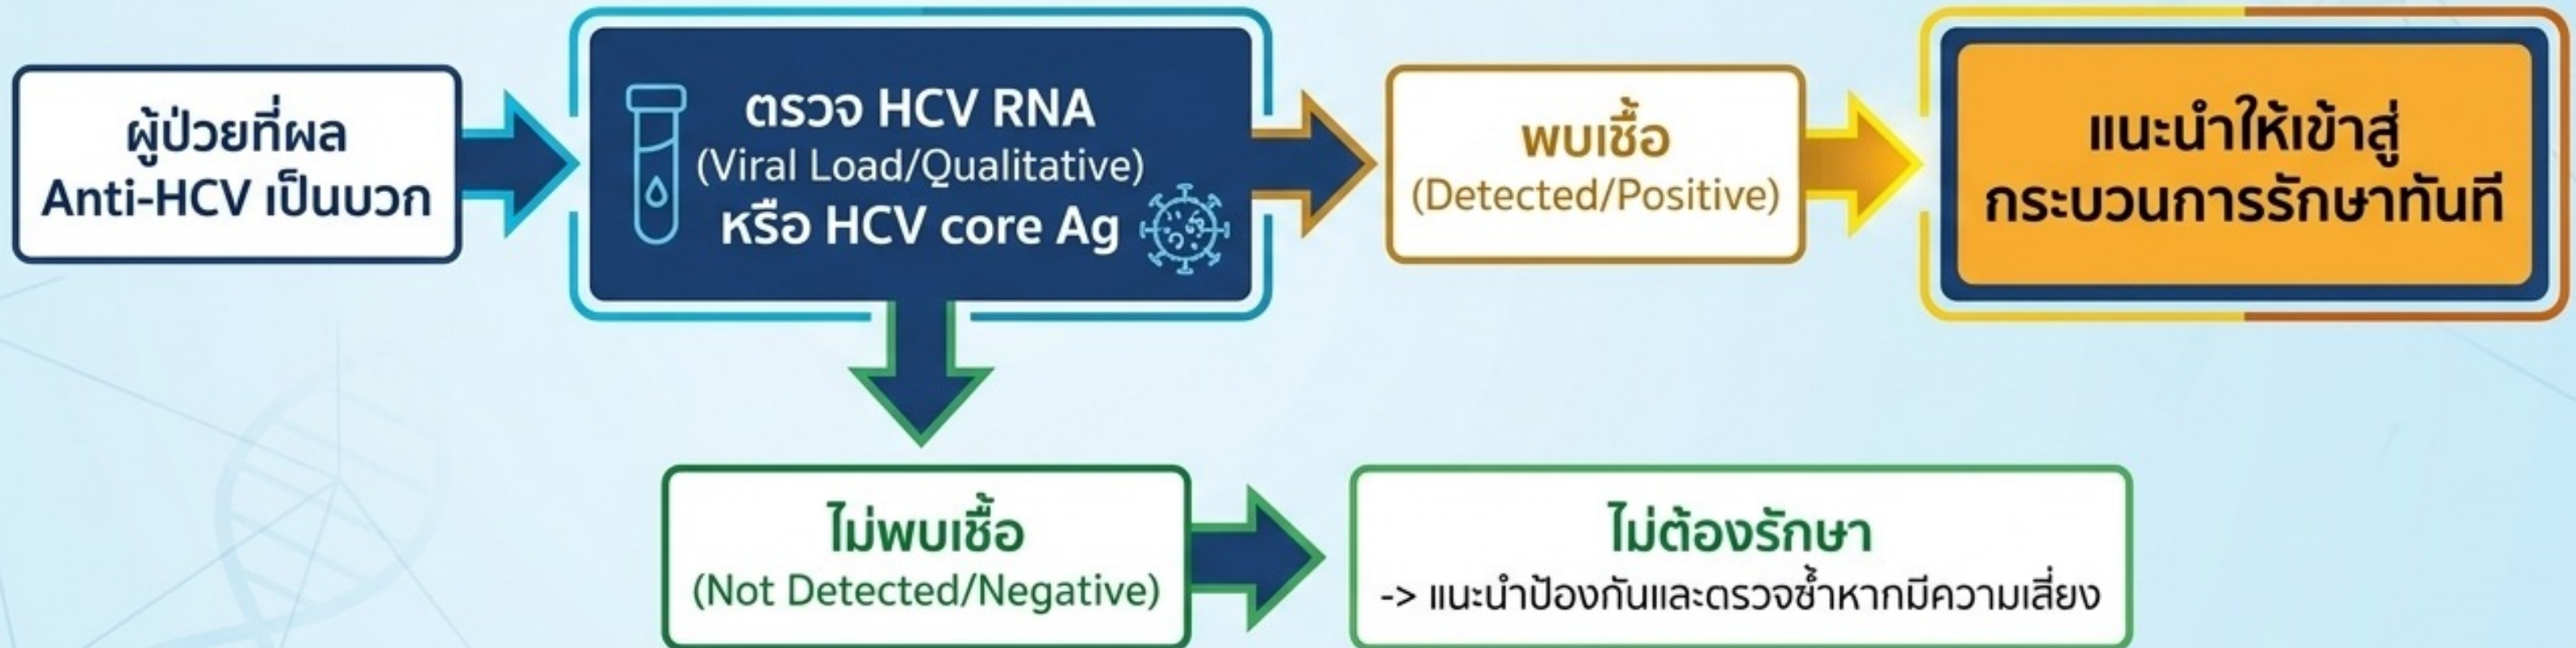 ผู้ป่วยที่ผล
Anti-HCV เป็นบวก
ตรวจ HCV RNA
(Viral Load/Qualitative)
หรือ HCV core Ag
พบเชื้อ
(Detected/Positive)
แนะนำให้เข้าสู่
กระบวนการรักษาทันที
ไม่พบเชื้อ
(Not Detected/Negative)
ไม่ต้องรักษา
-> แนะนำป้องกันและตรวจซ้ำหากมีความเสี่ยง